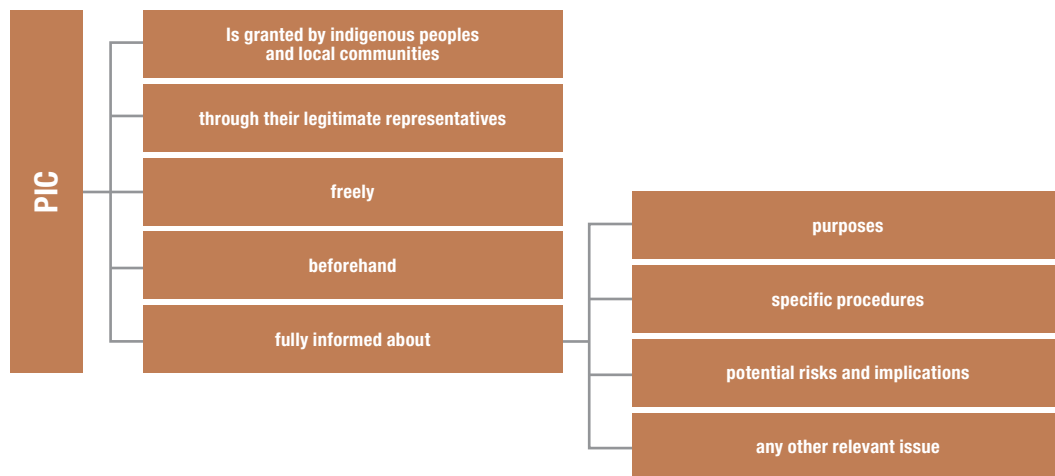 PIC
Is granted by indigenous peoples
and local communities
through their legitimate representatives
freely
beforehand
fully informed about
purposes
specific procedures
potential risks and implications
any other relevant issue